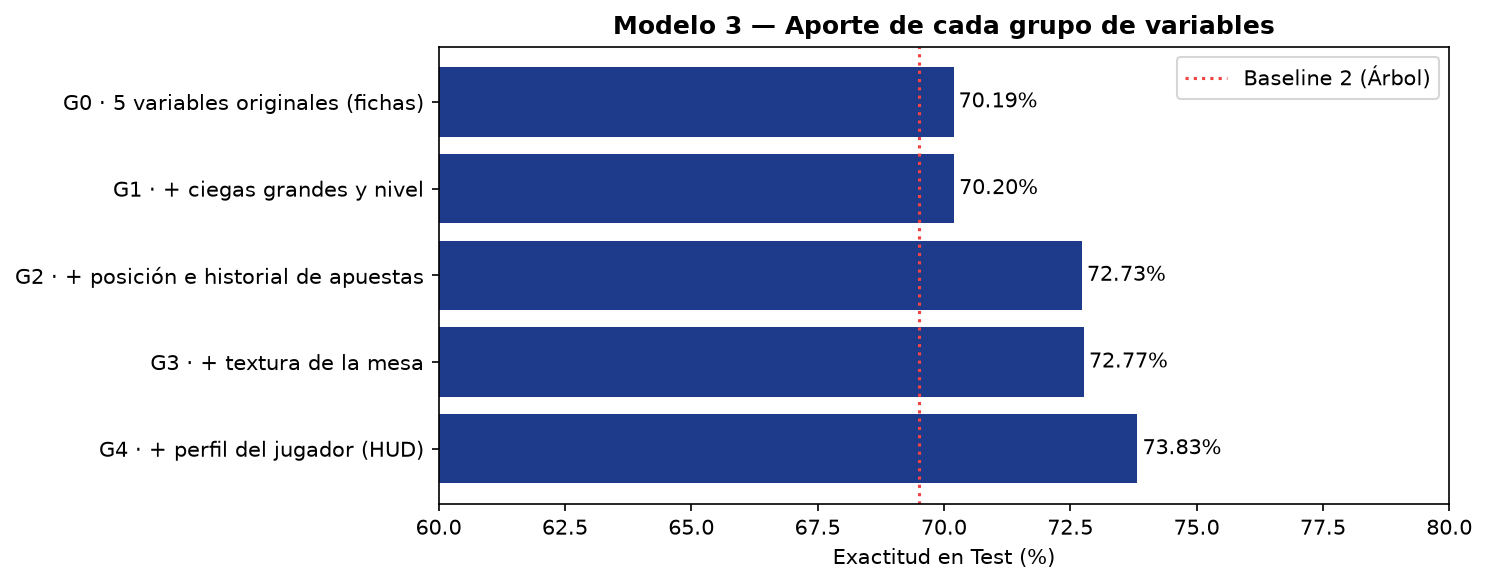 Modelo 3 — Aporte de cada grupo de variables
Baseline 2 (Árbol)
G0 · 5 variables originales (fichas)
70.19%
G1 · + ciegas grandes y nivel
70.20%
G2 · + posición e historial de apuestas
72.73%
G3 · + textura de la mesa
72.77%
G4 · + perfil del jugador (HUD)
73.83%
60.0 62.5 65.0 67.5 70.0 72.5 75.0 77.5 80.0
Exactitud en Test (%)